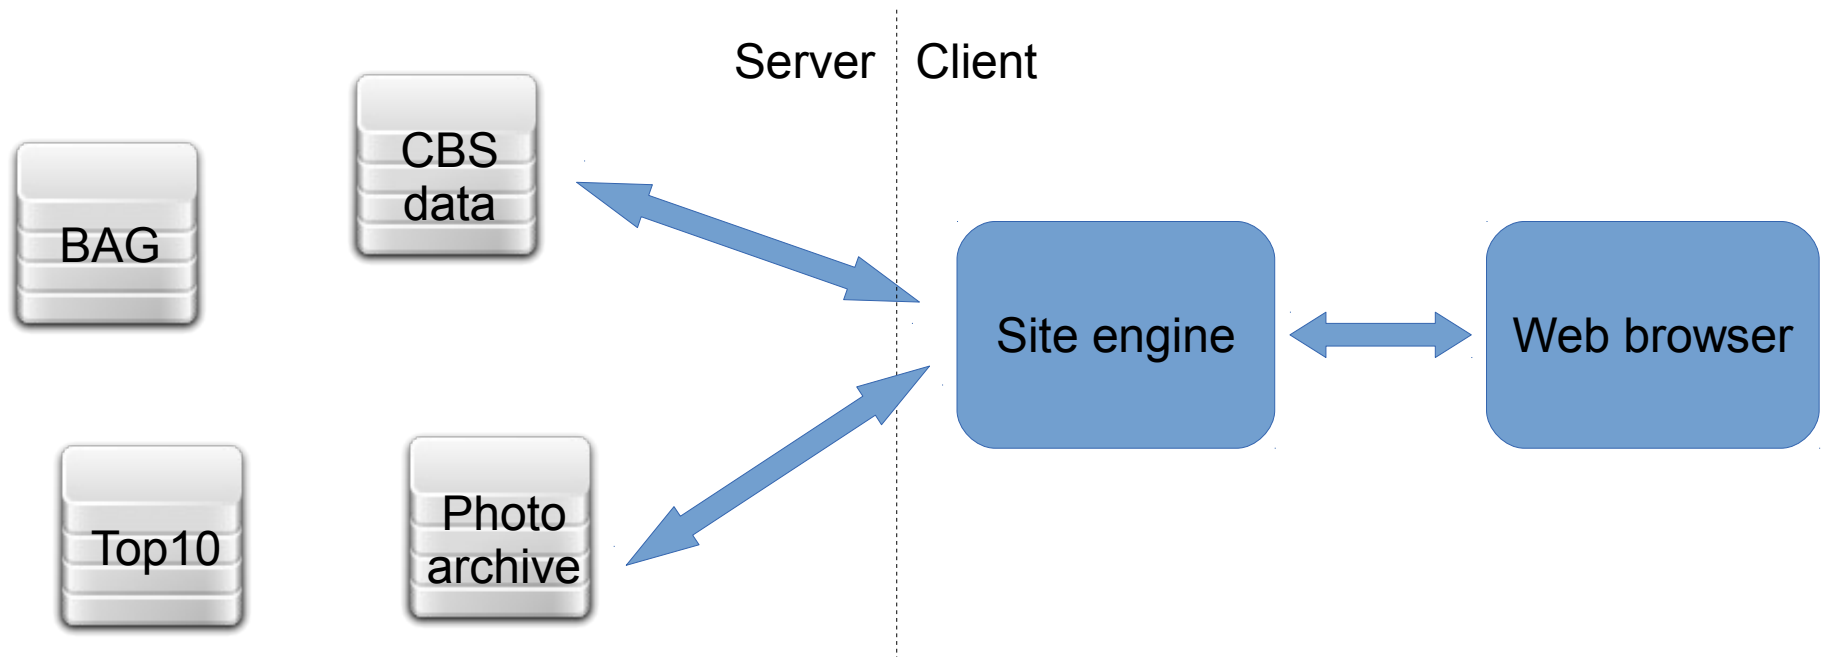 Server
Client
CBS
data
BAG
Site engine
Web browser
Photo
archive
Top10